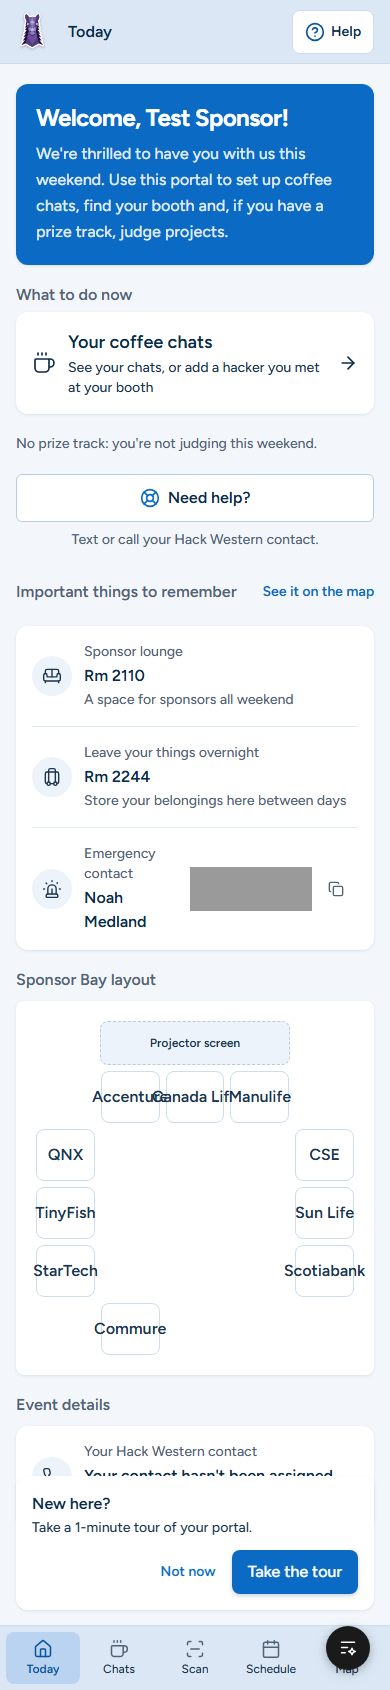 Today
Help
Welcome, Test Sponsor!
We're thrilled to have you with us this
weekend. Use this portal to set up coffee
chats, find your booth and, if you have a
prize track, judge projects.
What to do now
Your coffee chats
See your chats, or add a hacker you met
at your booth
No prize track: you're not judging this weekend.
Need help?
Text or call your Hack Western contact.
Important things to remember
See it on the map
Sponsor lounge
Rm 2110
A space for sponsors all weekend
Leave your things overnight
Rm 2244
Store your belongings here between days
Emergency
contact
Noah
Medland
Sponsor Bay layout
Projector screen
Accenture
Canada Lif
Manulife
QNX
CSE
TinyFish
Sun Life
StarTech
Scotiabank
Commure
Event details
Your Hack Western contact
Your contact hasn't been assigned
New here?
Take a 1-minute tour of your portal.
Not now
Take the tour
Today
Chats
Scan
Schedule
Map